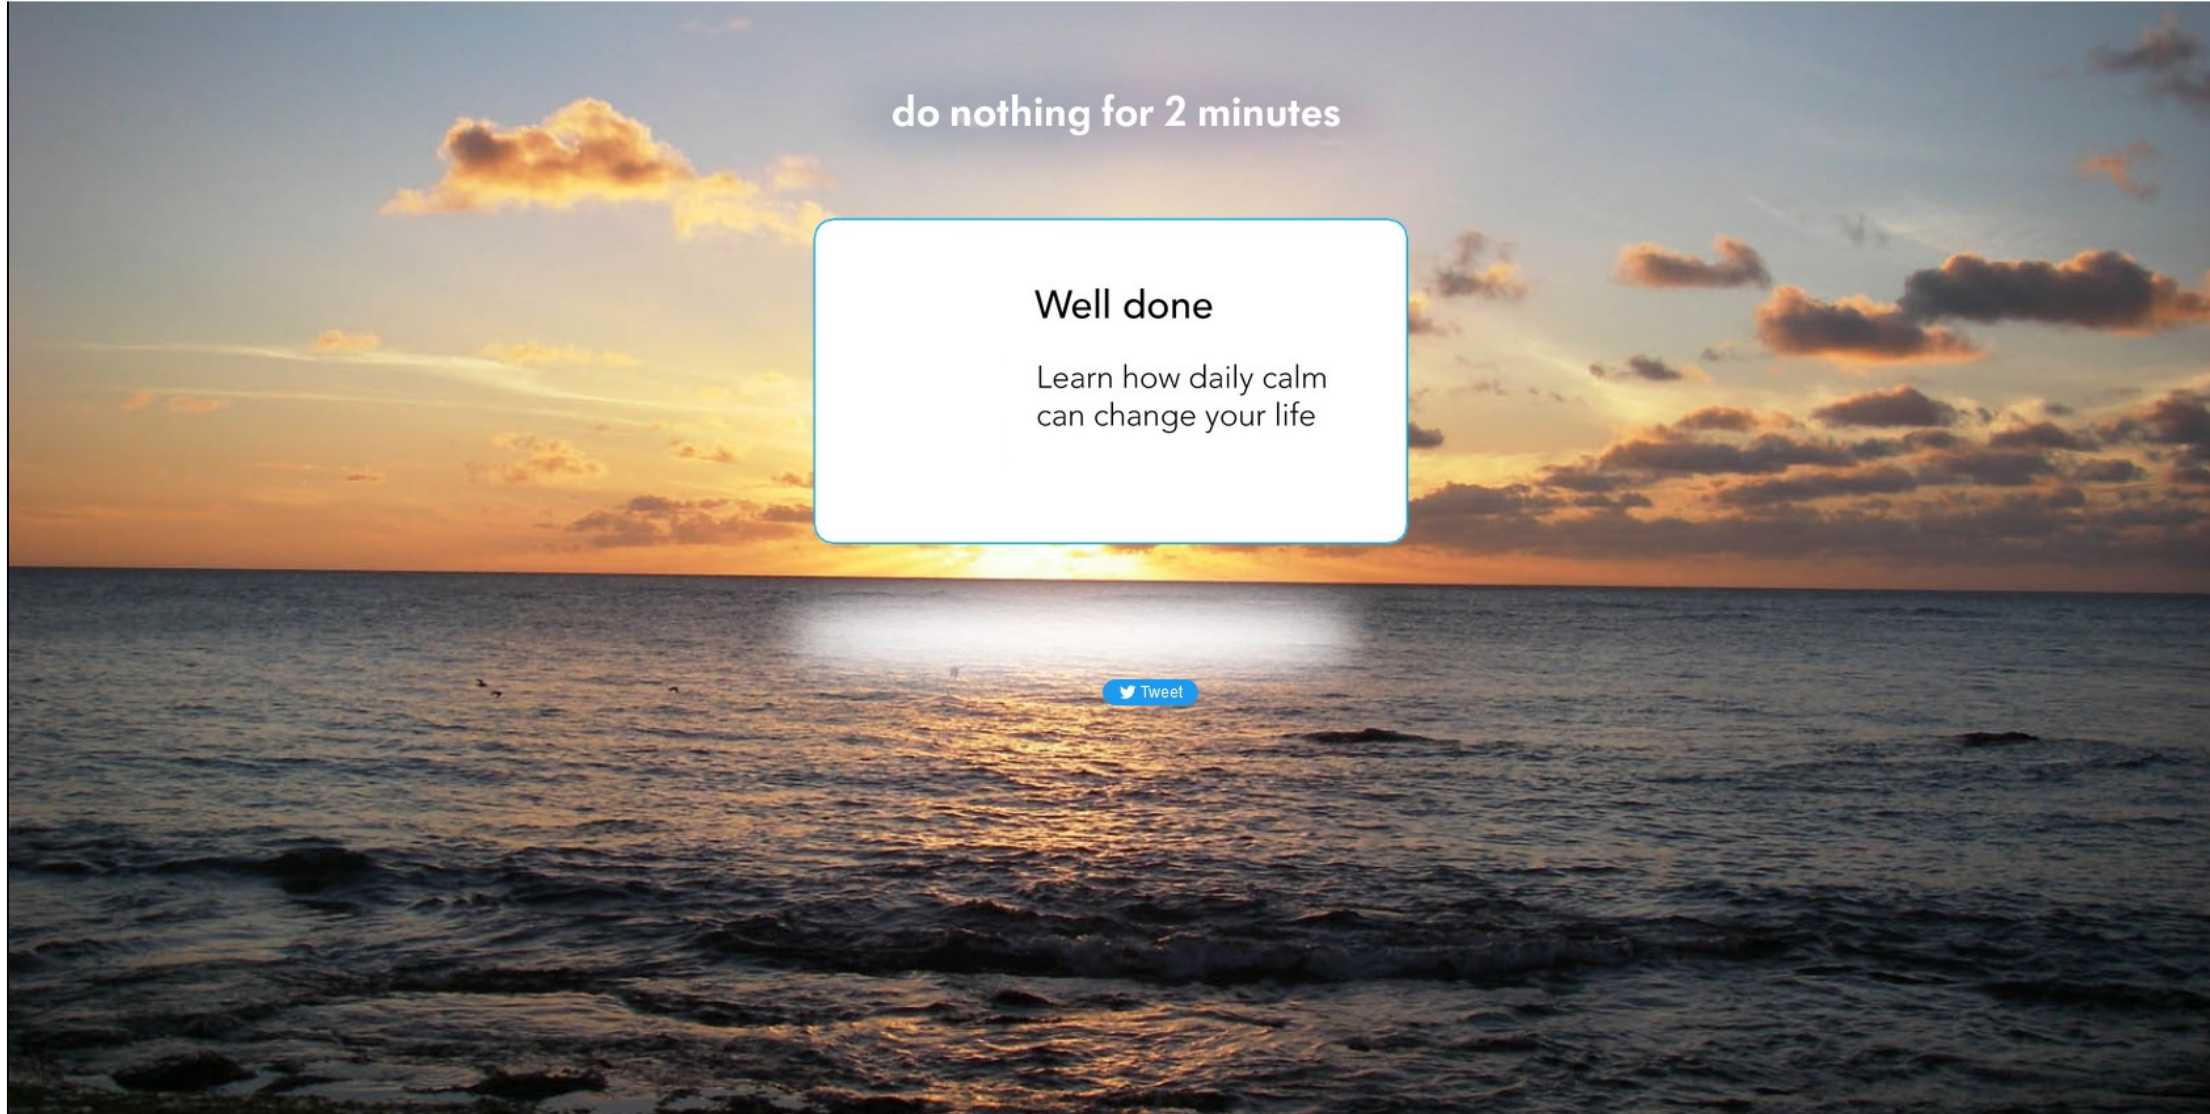 do nothing for 2 minutes
Well done
Learn how daily calm
can change your life
Tweet